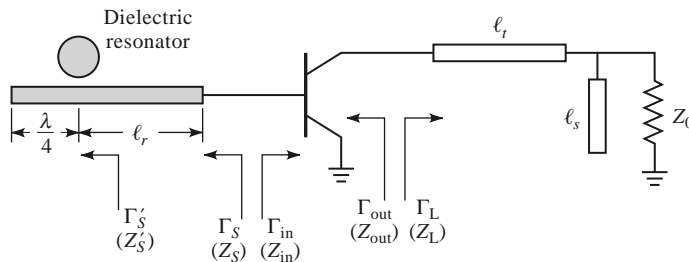 Dielectric
resonator
ℓt
ℓs
Z0
λ
4
ℓr
Γ′S
(Z′S)
ΓS
(ZS)
Γin
(Zin)
Γout
(Zout)
ΓL
(ZL)